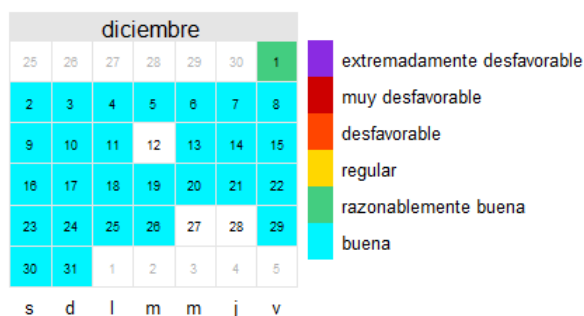 diciembre
25 26 27 28 29 30 1
2 3 4 5 6 7 8
9 10 11 12 13 14 15
16 17 18 19 20 21 22
23 24 25 26 27 28 29
30 31 1 2 3 4 5
s d l m m j v
extremadamente desfavorable
muy desfavorable
desfavorable
regular
razonablemente buena
buena